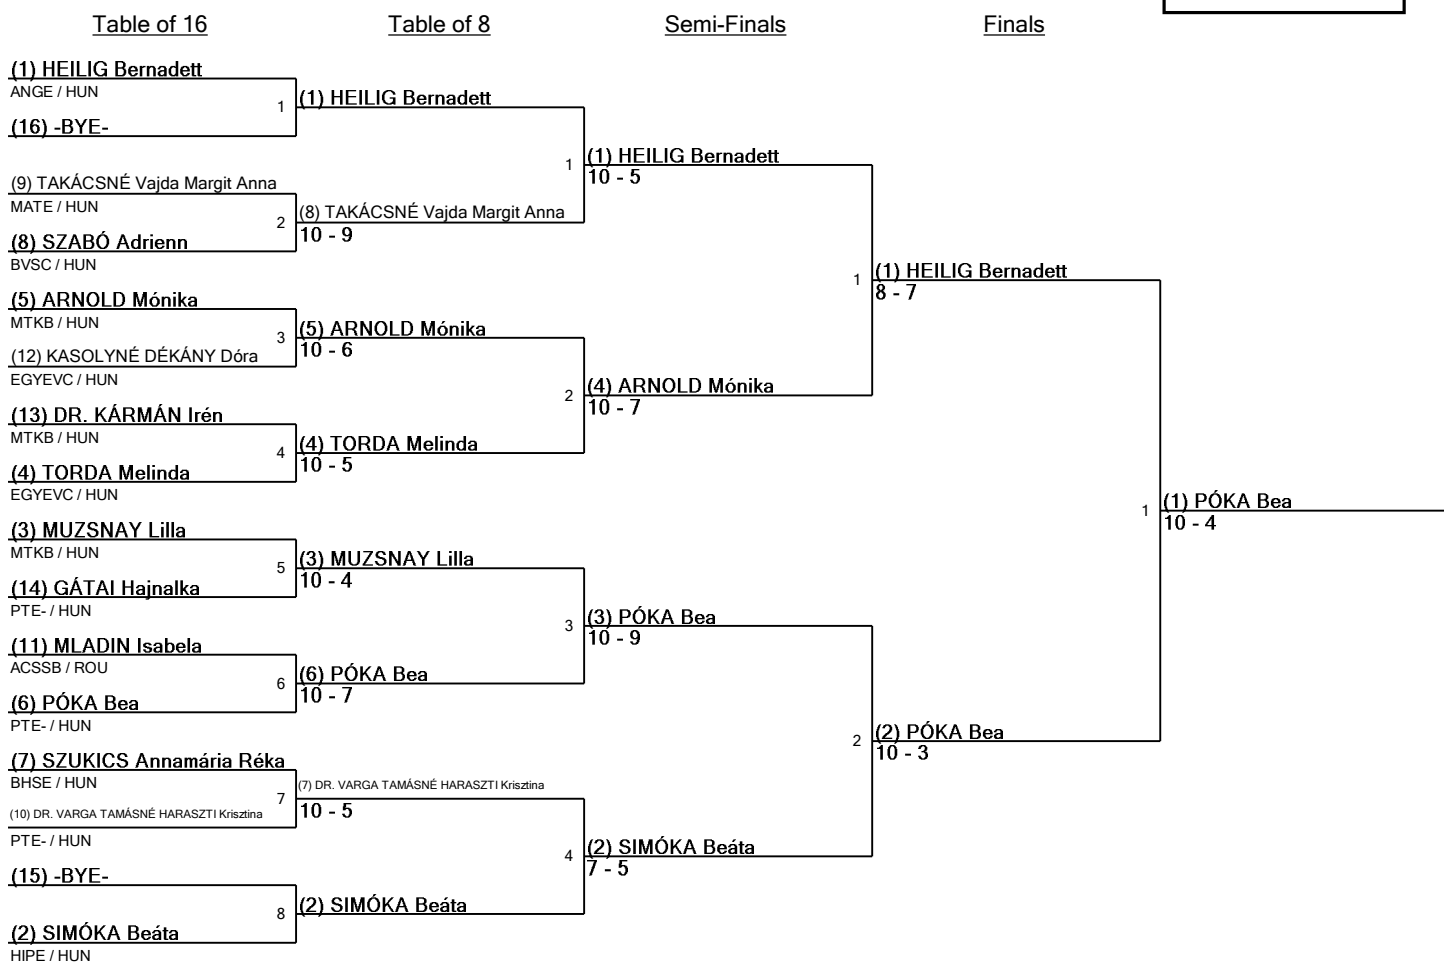 Table of 16
Table of 8
Semi-Finals
Finals
(1) HEILIG Bernadett
ANGE / HUN
1
(16) -BYE-
(9) TAKÁCSNÉ Vajda Margit Anna
MATE / HUN
2
(8) SZABÓ Adrienn
BVSC / HUN
(5) ARNOLD Mónika
MTKB / HUN
3
(12) KASOLYNÉ DÉKÁNY Dóra
EGYEVC / HUN
(13) DR. KÁRMÁN Irén
MTKB / HUN
4
(4) TORDA Melinda
EGYEVC / HUN
(3) MUZSNAY Lilla
MTKB / HUN
5
(14) GÁTAI Hajnalka
PTE- / HUN
(11) MLADIN Isabela
ACSSB / ROU
6
(6) PÓKA Bea
PTE- / HUN
(7) SZUKICS Annamária Réka
BHSE / HUN
7
(10) DR. VARGA TAMÁSNÉ HARASZTI Krisztina
PTE- / HUN
(15) -BYE-
8
(2) SIMÓKA Beáta
HIPE / HUN
(1) HEILIG Bernadett
1
(8) TAKÁCSNÉ Vajda Margit Anna
10 - 9
(5) ARNOLD Mónika
10 - 6
2
(4) TORDA Melinda
10 - 5
(3) MUZSNAY Lilla
10 - 4
3
(6) PÓKA Bea
10 - 7
(7) DR. VARGA TAMÁSNÉ HARASZTI Krisztina
10 - 5
4
(2) SIMÓKA Beáta
(1) HEILIG Bernadett
10 - 5
1
(4) ARNOLD Mónika
10 - 7
(3) PÓKA Bea
10 - 9
2
(2) SIMÓKA Beáta
7 - 5
(1) HEILIG Bernadett
8 - 7
1
(2) PÓKA Bea
10 - 3
(1) PÓKA Bea
10 - 4